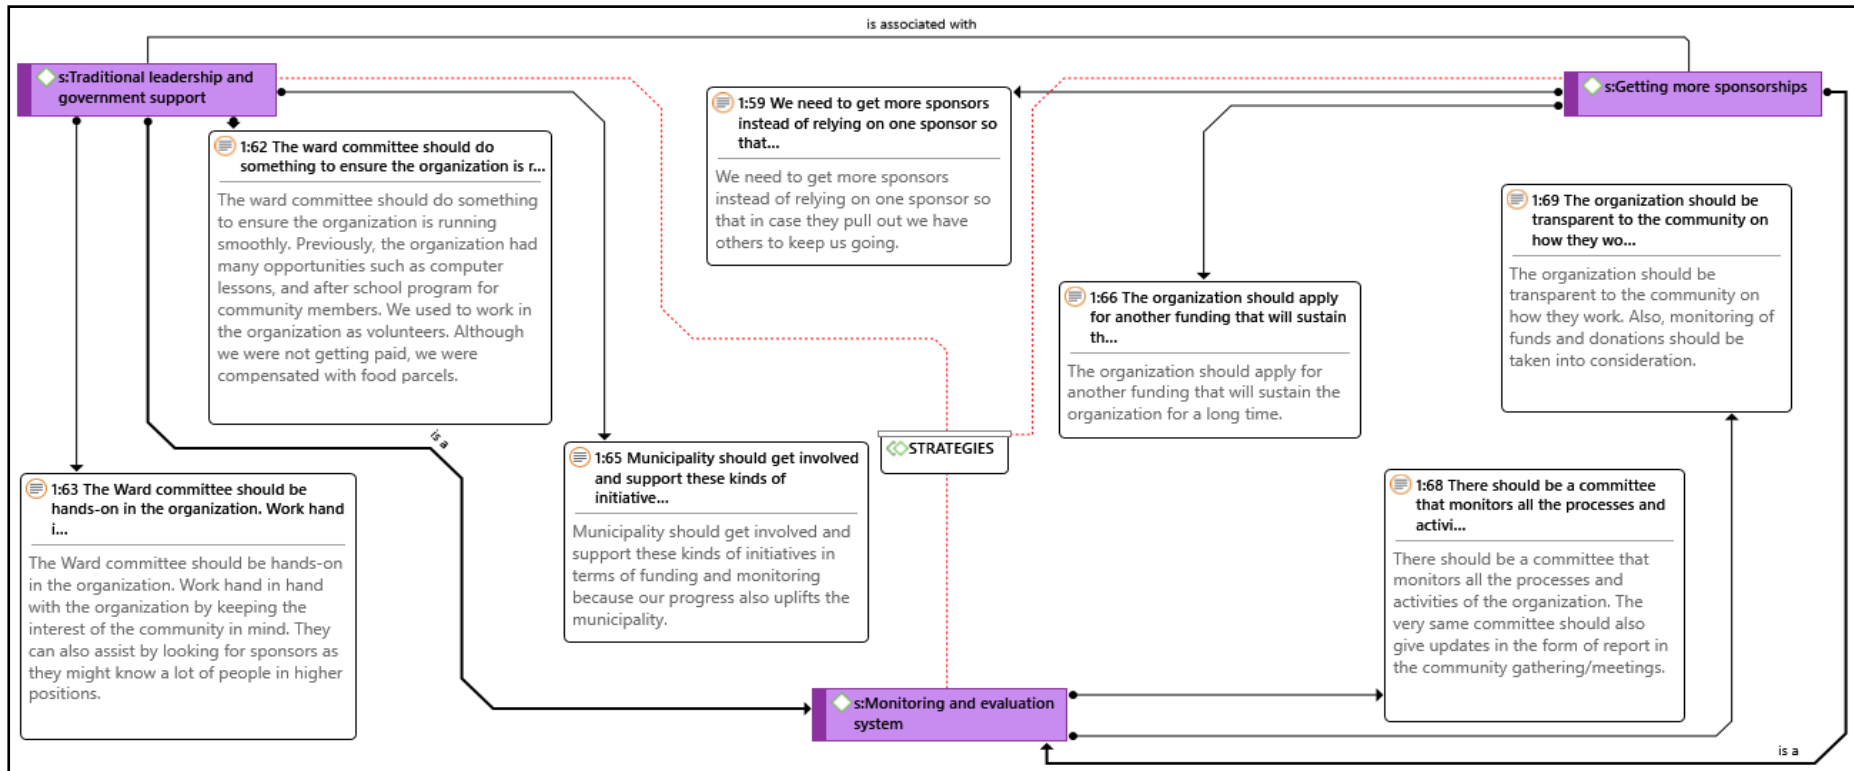 is associated with
s:Traditional leadership and
government support
s:Getting more sponsorships
1:62 The ward committee should do
something to ensure the organization is r...
The ward committee should do something
to ensure the organization is running
smoothly. Previously, the organization had
many opportunities such as computer
lessons, and after school program for
community members. We used to work in
the organization as volunteers. Although
we were not getting paid, we were
compensated with food parcels.
1:59 We need to get more sponsors
instead of relying on one sponsor so
that...
We need to get more sponsors
instead of relying on one sponsor so
that in case they pull out we have
others to keep us going.
1:69 The organization should be
transparent to the community on
how they wo...
The organization should be
transparent to the community on
how they work. Also, monitoring of
funds and donations should be
taken into consideration.
1:66 The organization should apply
for another funding that will sustain
th...
The organization should apply for
another funding that will sustain the
organization for a long time.
is a
STRATEGIES
1:65 Municipality should get involved
and support these kinds of
initiative...
Municipality should get involved and
support these kinds of initiatives in
terms of funding and monitoring
because our progress also uplifts the
municipality.
1:63 The Ward committee should be
hands-on in the organization. Work hand
i...
The Ward committee should be hands-on
in the organization. Work hand in hand
with the organization by keeping the
interest of the community in mind. They
can also assist by looking for sponsors as
they might know a lot of people in higher
positions.
1:68 There should be a committee
that monitors all the processes and
activi...
There should be a committee that
monitors all the processes and
activities of the organization. The
very same committee should also
give updates in the form of report in
the community gathering/meetings.
s:Monitoring and evaluation
system
is a